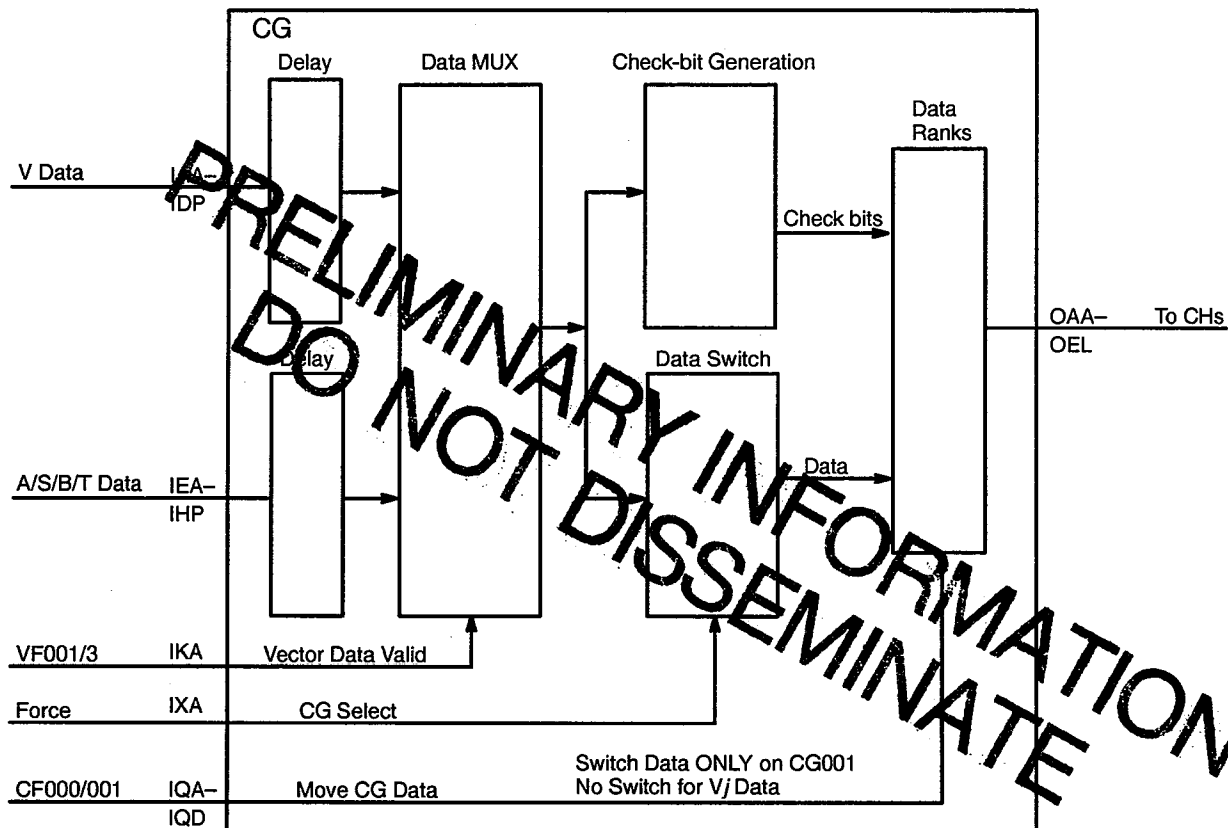 CG
Delay
Data MUX
Check-bit Generation
Data
Ranks
V Data
IDP
Check bits
OAA–
To CHs
OEL
Delay
Data Switch
Data
A/S/B/T Data
IEA–
IHP
VF001/3
IKA
Vector Data Valid
Force
IXA
CG Select
Switch Data ONLY on CG001
No Switch for Vj Data
CF000/001
IQA–
Move CG Data
IQD
PRELIMINARY INFORMATION
DO NOT DISSEMINATE